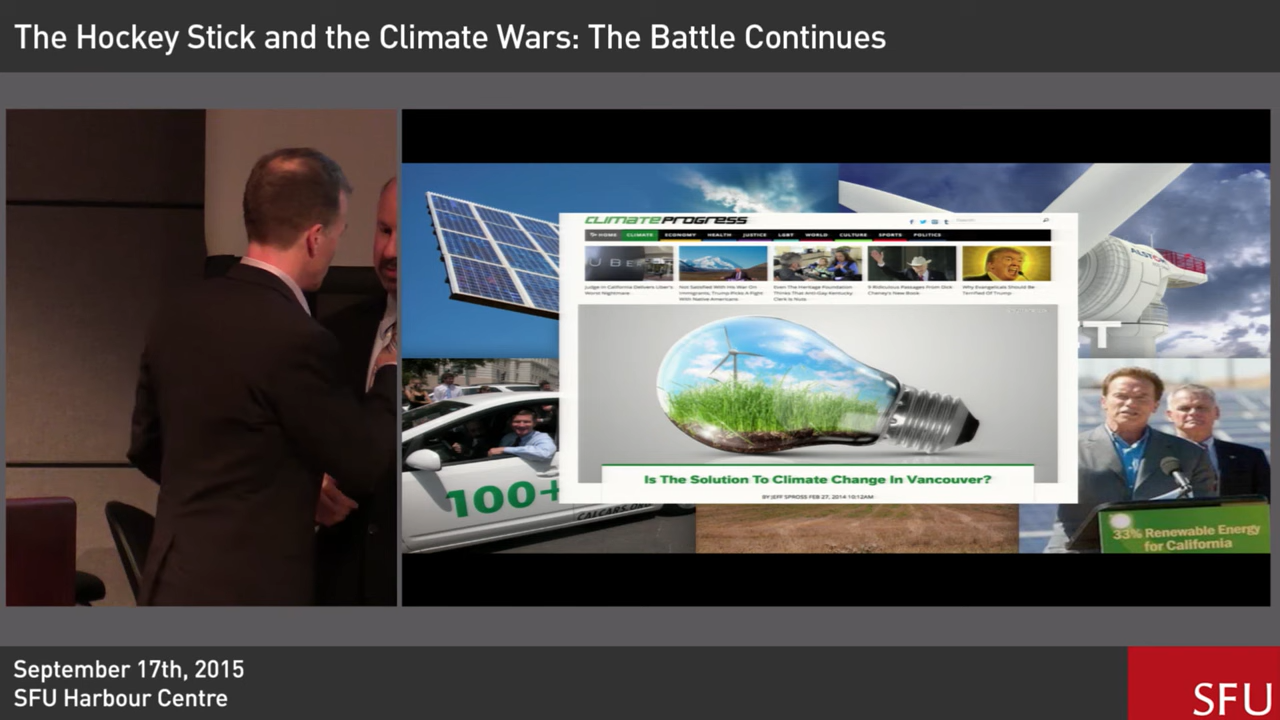 The Hockey Stick and the Climate Wars: The Battle Continues
CLIMATEPROGRESS
HOME CLIMATE ECONOMY HEALTH JUSTICE LGBT WORLD CULTURE SPORTS POLITICS
UBE
Judge In California Delivers Uber's
Worst Nightmare
Not Satisfied With His War On
Immigrants, Trump Picks A Fight
With Native Americans
Even The Heritage Foundation
Thinks That Anti-Gay Kentucky
Clerk Is Nuts
9 Ridiculous Passages From Dick
Cheney's New Book
Why Evangelicals Should Be
Terrified Of Trump
ALSTOM
T
100+
CALCARS.ORG
Is The Solution To Climate Change In Vancouver?
BY JEFF SPROSS FEB 27, 2014 10:12AM
33% Renewable Energy
for California
September 17th, 2015
SFU Harbour Centre
SFU